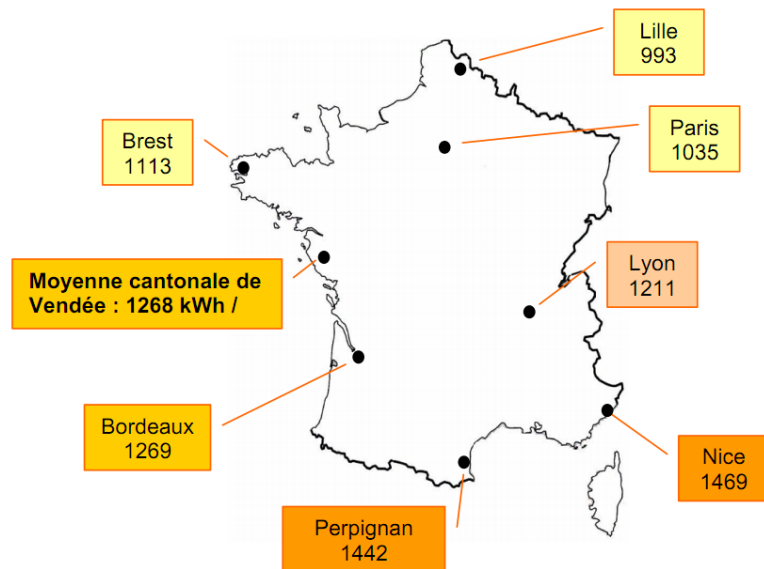 Lille
993
Paris
1035
Brest
1113
Moyenne cantonale de
Vendée : 1268 kWh /
Lyon
1211
Bordeaux
1269
Nice
1469
Perpignan
1442